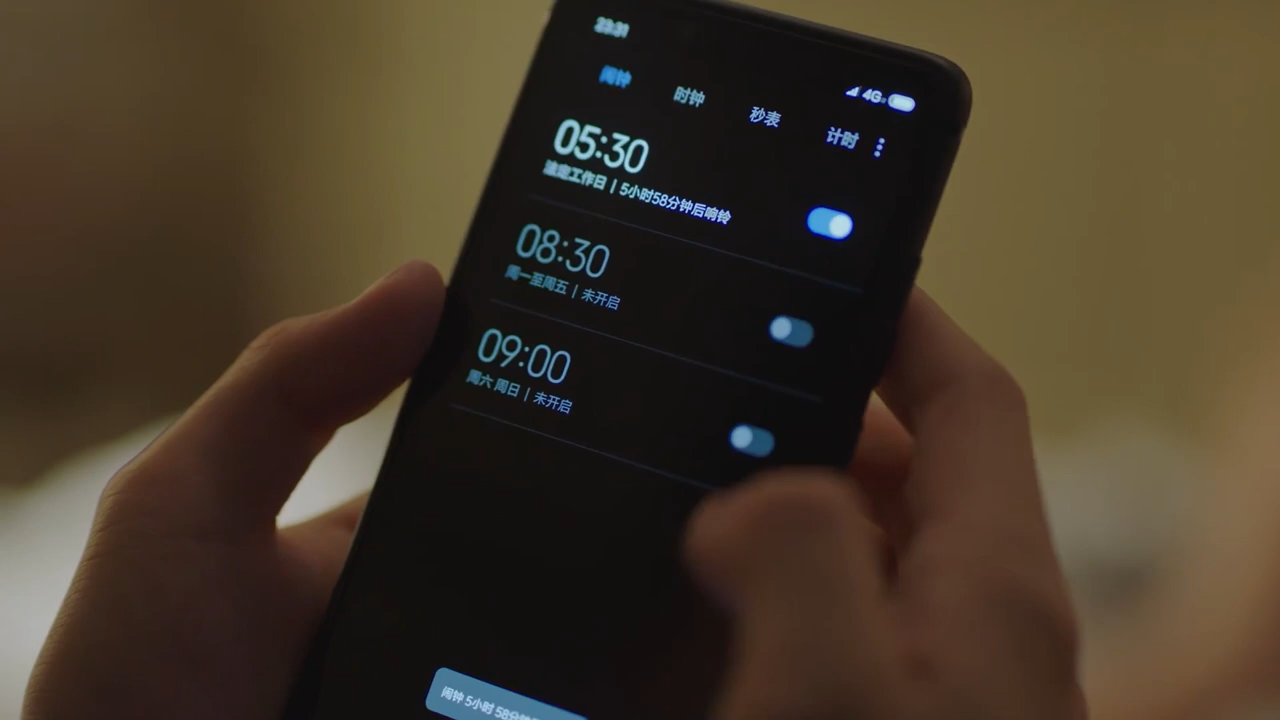 23:31
4G
闹钟 时钟 秒表 计时
05:30
法定工作日 | 5小时58分钟后响铃
08:30
周一至周五 | 未开启
09:00
周六 周日 | 未开启
闹钟 5小时 58分钟